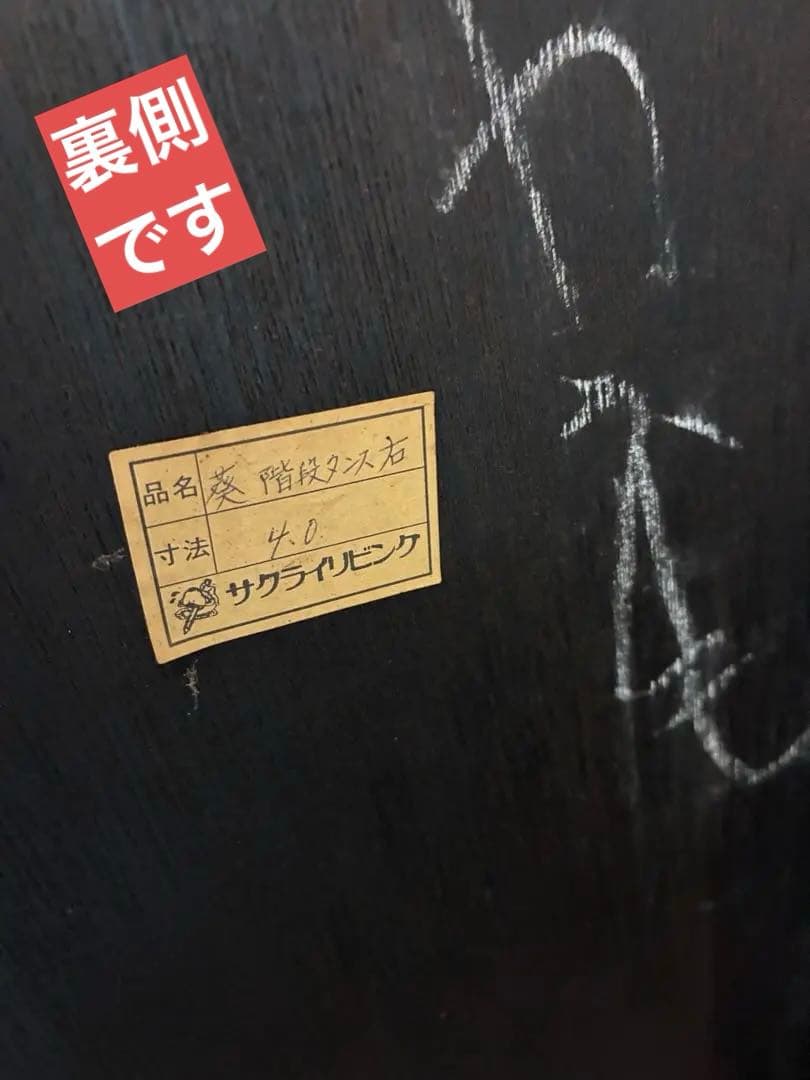 裏側
です
品名 葵 階段タンス右
寸法 4.0
サクライリビング